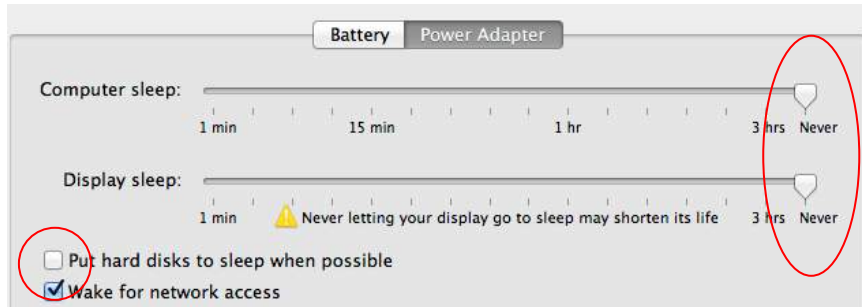 Battery Power Adapter
Computer sleep:
1 min 15 min 1 hr 3 hrs Never
Display sleep:
1 min Never letting your display go to sleep may shorten its life 3 hrs Never
Put hard disks to sleep when possible
Wake for network access